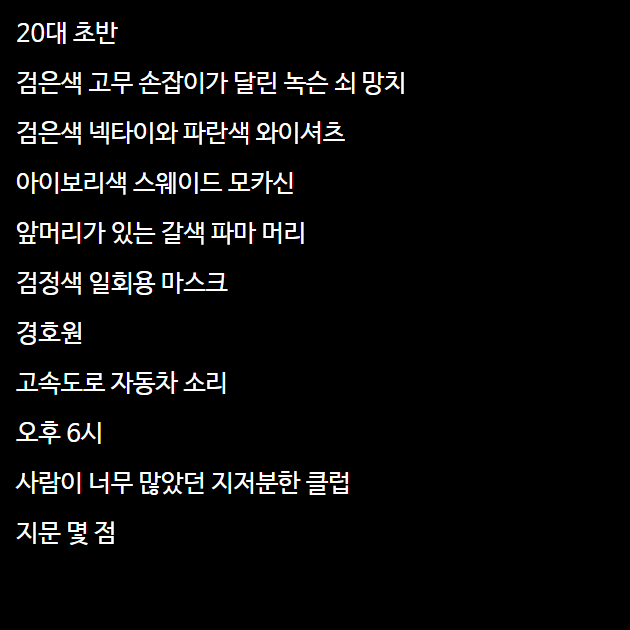 20대 초반
검은색 고무 손잡이가 달린 녹슨 쇠 망치
검은색 넥타이와 파란색 와이셔츠
아이보리색 스웨이드 모카신
앞머리가 있는 갈색 파마 머리
검정색 일회용 마스크
경호원
고속도로 자동차 소리
오후 6시
사람이 너무 많았던 지저분한 클럽
지문 몇 점